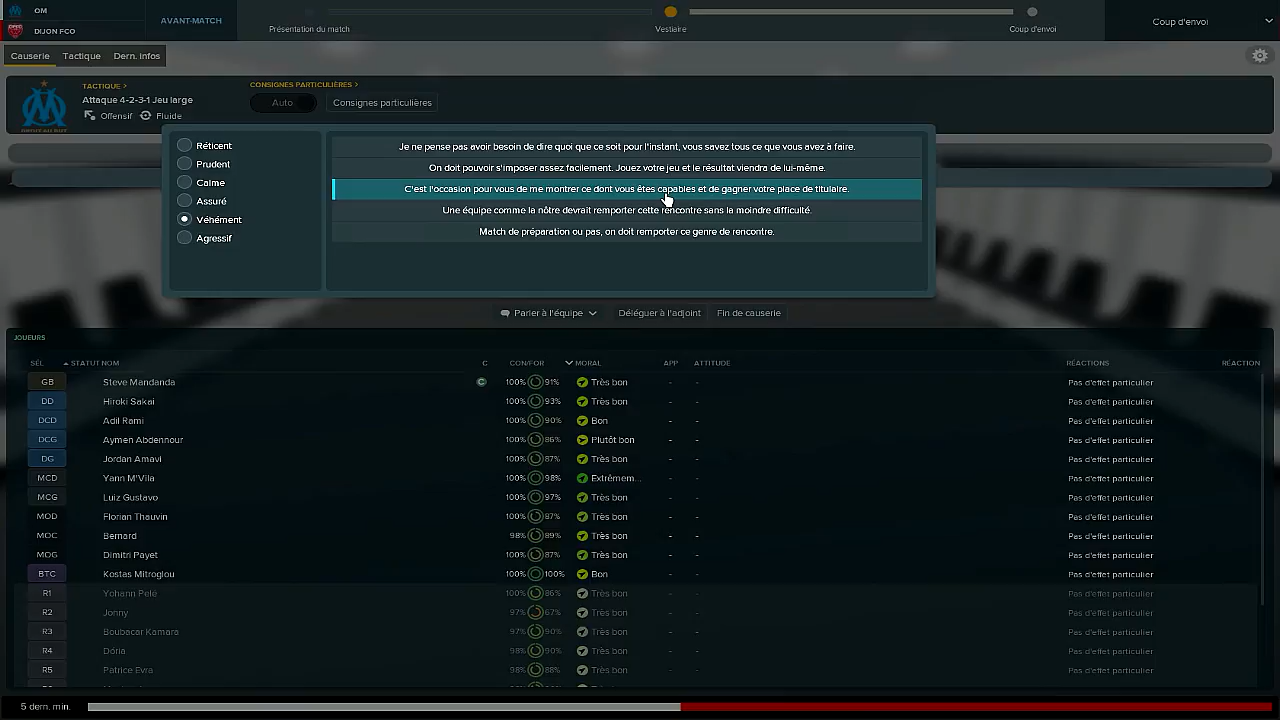 OM
DIJON FCO
AVANT-MATCH
Présentation du match
Vestiaire
Coup d'envoi
Coup d'envoi
Causerie Tactique Dern. infos
TACTIQUE >
Attaque 4-2-3-1 Jeu large
Offensif Fluide
CONSIGNES PARTICULIÈRES >
Auto Consignes particulières
Réticent
Prudent
Calme
Assuré
Véhément
Agressif
Je ne pense pas avoir besoin de dire quoi que ce soit pour l'instant, vous savez tous ce que vous avez à faire.
On doit pouvoir s'imposer assez facilement. Jouez votre jeu et le résultat viendra de lui-même.
C'est l'occasion pour vous de me montrer ce dont vous êtes capables et de gagner votre place de titulaire.
Une équipe comme la nôtre devrait remporter cette rencontre sans la moindre difficulté.
Match de préparation ou pas, on doit remporter ce genre de rencontre.
Parler à l'équipe Déléguer à l'adjoint Fin de causerie
JOUEURS
SÉL STATUT NOM C CON/FOR MORAL APP ATTITUDE RÉACTIONS RÉACTION
GB Steve Mandanda C 100% 91% Très bon - - Pas d'effet particulier
DD Hiroki Sakai 100% 93% Très bon - - Pas d'effet particulier
DCD Adil Rami 100% 90% Bon - - Pas d'effet particulier
DCG Aymen Abdennour 100% 86% Plutôt bon - - Pas d'effet particulier
DG Jordan Amavi 100% 87% Très bon - - Pas d'effet particulier
MCD Yann M'Vila 100% 98% Extrêmem... - - Pas d'effet particulier
MCG Luiz Gustavo 100% 97% Très bon - - Pas d'effet particulier
MOD Florian Thauvin 100% 87% Très bon - - Pas d'effet particulier
MOC Bernard 98% 89% Très bon - - Pas d'effet particulier
MOG Dimitri Payet 100% 87% Très bon - - Pas d'effet particulier
BTC Kostas Mitroglou 100% 100% Bon - - Pas d'effet particulier
R1 Yohann Pelé 100% 86% Très bon - - Pas d'effet particulier
R2 Jonny 97% 67% Très bon - - Pas d'effet particulier
R3 Boubacar Kamara 97% 90% Très bon - - Pas d'effet particulier
R4 Dória 98% 90% Très bon - - Pas d'effet particulier
R5 Patrice Evra 98% 88% Très bon - - Pas d'effet particulier
5 dern. min.